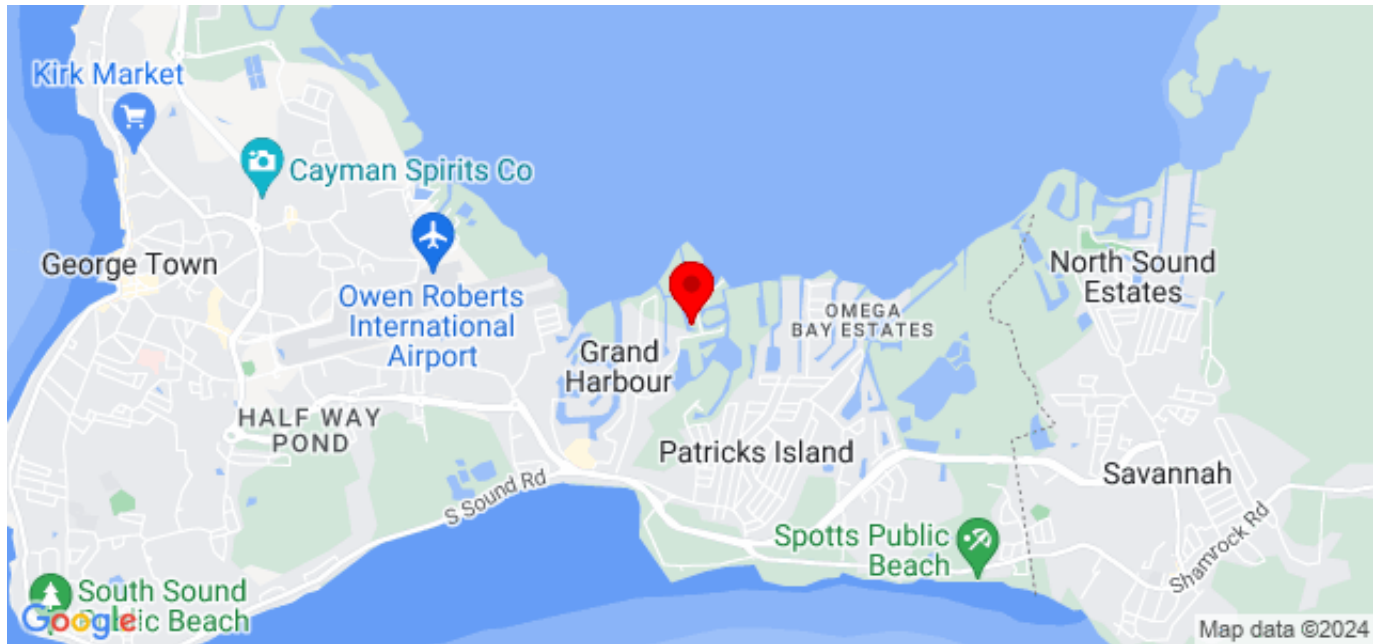 Kirk Market
Cayman Spirits Co
George Town
Owen Roberts
International
Airport
North Sound
Estates
OMEGA
BAY ESTATES
Grand
Harbour
HALF WAY
POND
Patricks Island
Savannah
S Sound Rd
Spotts Public
Beach
Shamrock Rd
South Sound
Public Beach
Google
Map data ©2024